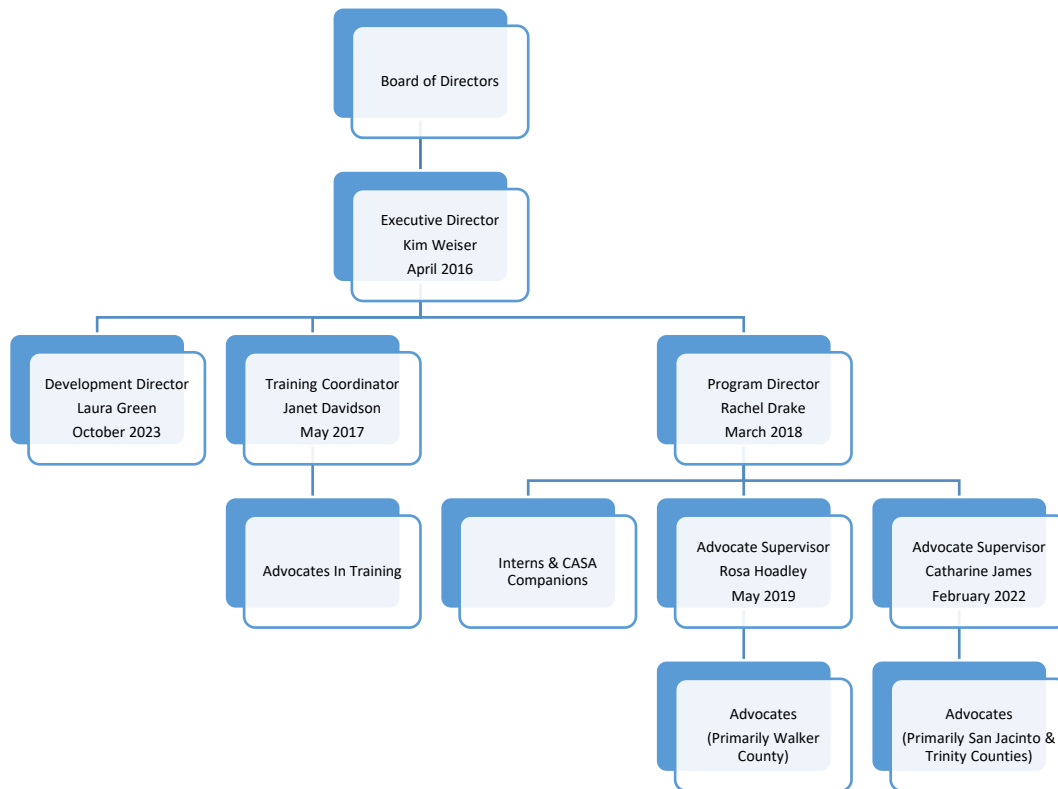 Board of Directors
Executive Director
Kim Weiser
April 2016
Development Director
Laura Green
October 2023
Training Coordinator
Janet Davidson
May 2017
Program Director
Rachel Drake
March 2018
Advocates In Training
Interns & CASA
Companions
Advocate Supervisor
Rosa Hoadley
May 2019
Advocate Supervisor
Catharine James
February 2022
Advocates
(Primarily Walker
County)
Advocates
(Primarily San Jacinto &
Trinity Counties)